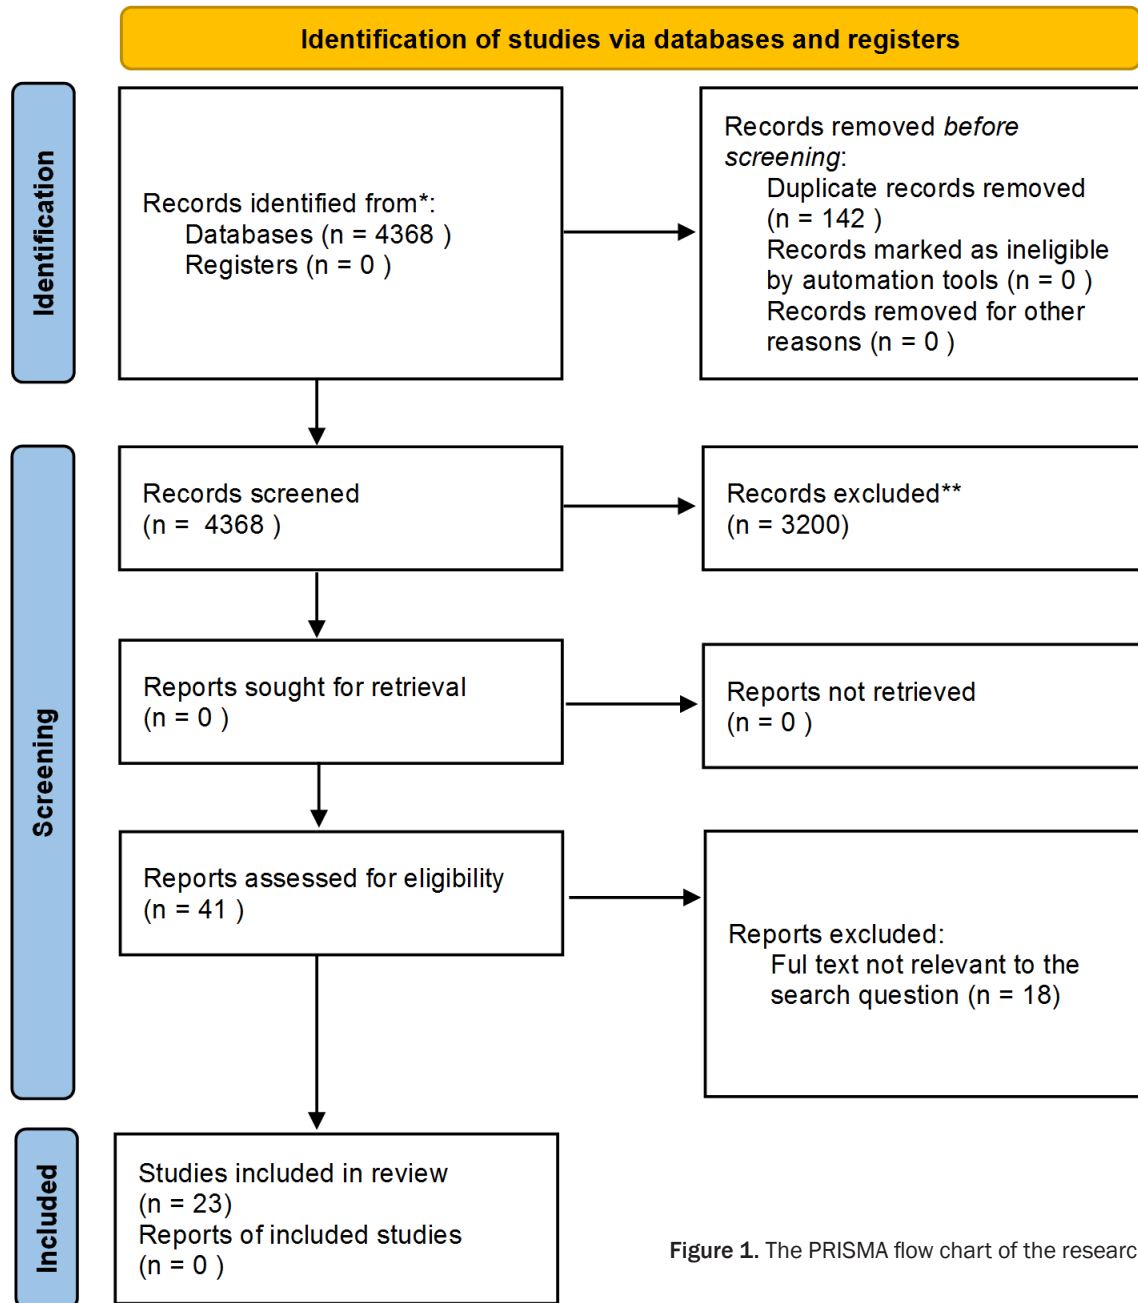 Identification of studies via databases and registers
Identification
Records identified from*:
Databases (n = 4368 )
Registers (n = 0 )
Records removed before
screening:
Duplicate records removed
(n = 142 )
Records marked as ineligible
by automation tools (n = 0 )
Records removed for other
reasons (n = 0 )
Screening
Records screened
(n = 4368 )
Records excluded**
(n = 3200)
Reports sought for retrieval
(n = 0 )
Reports not retrieved
(n = 0 )
Reports assessed for eligibility
(n = 41 )
Reports excluded:
Ful text not relevant to the
search question (n = 18)
Included
Studies included in review
(n = 23)
Reports of included studies
(n = 0 )
Figure 1. The PRISMA flow chart of the researc